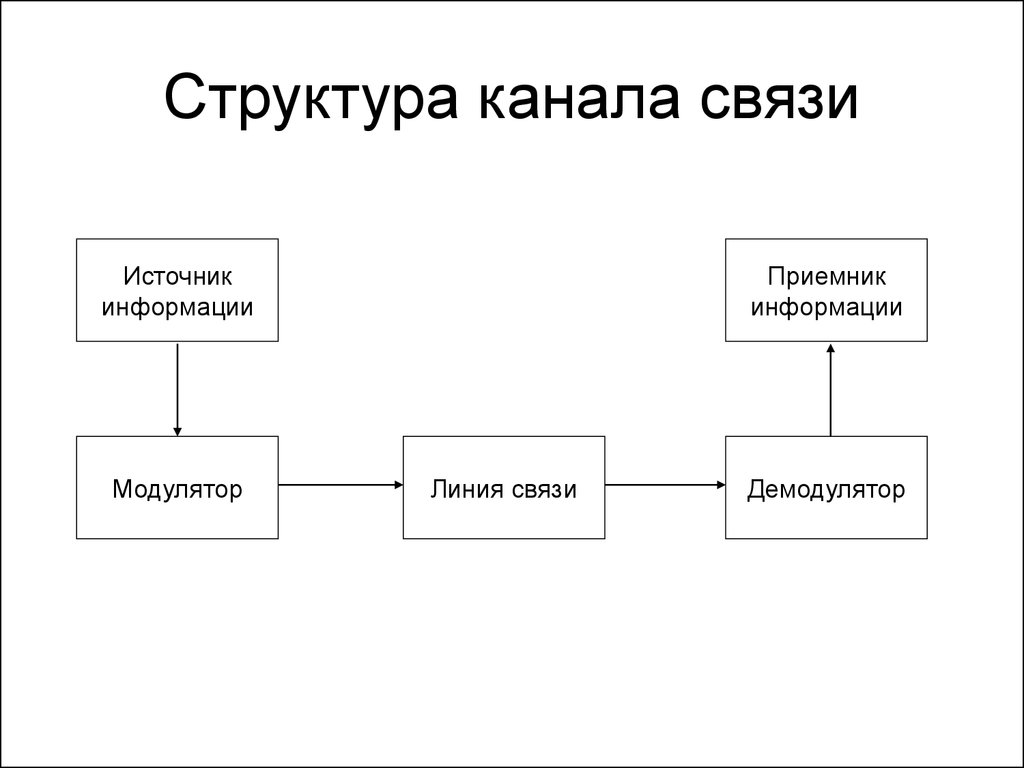 Структура канала связи
Источник
информации
Приемник
информации
Модулятор
Линия связи
Демодулятор